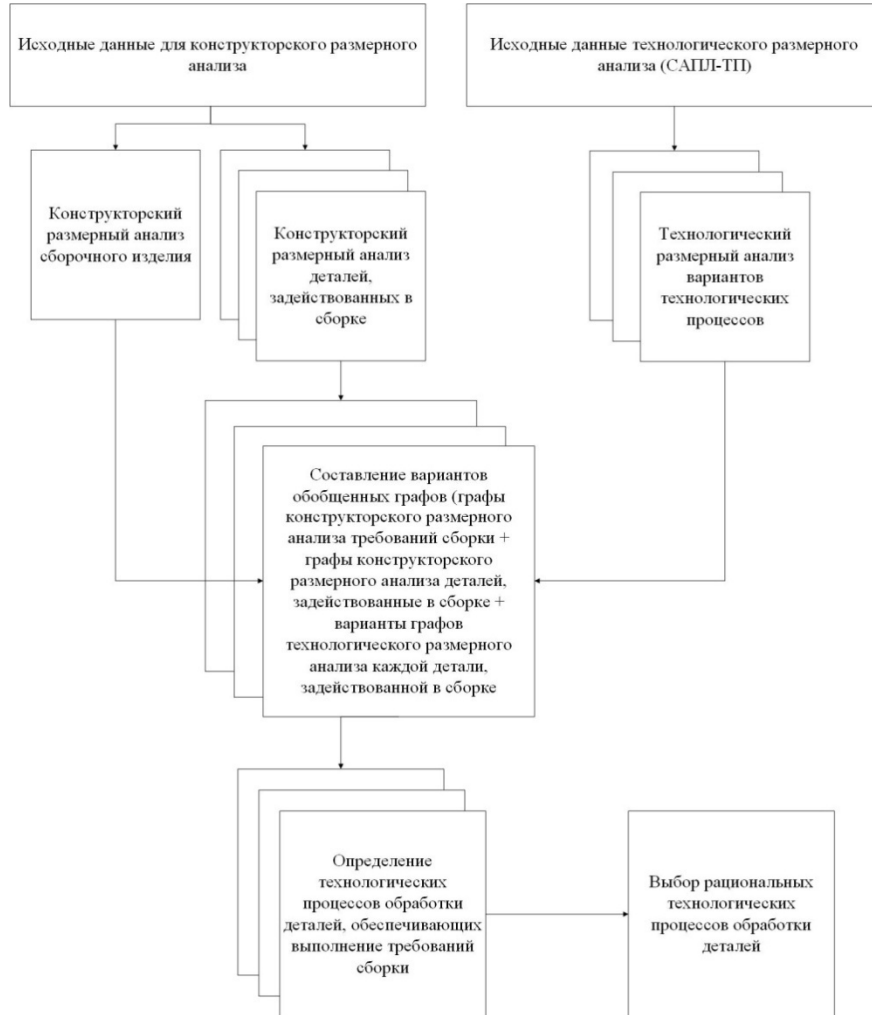 Исходные данные для конструкторского размерного
анализа
Исходные данные технологического размерного
анализа (САПЛ-ТП)
Конструкторский
размерный анализ
сборочного изделия
Конструкторский
размерный анализ
деталей,
задействованных в
сборке
Технологический
размерный анализ
вариантов
технологических
процессов
Составление вариантов
обобщенных графов (графы
конструкторского размерного
анализа требований сборки +
графы конструкторского
размерного анализа деталей,
задействованные в сборке +
варианты графов
технологического размерного
анализа каждой детали,
задействованной в сборке
Определение
технологических
процессов обработки
деталей, обеспечивающих
выполнение требований
сборки
Выбор рациональных
технологических
процессов обработки
деталей